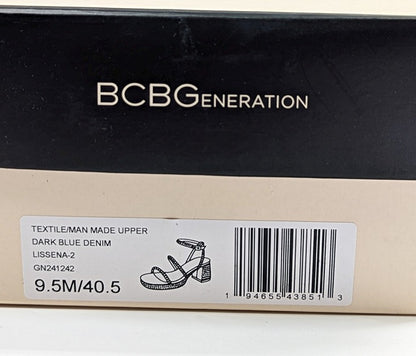 BCBGENERATION
TEXTILE/MAN MADE UPPER
DARK BLUE DENIM
LISSENA-2
GN241242
9.5M/40.5
1 94655 43851 3